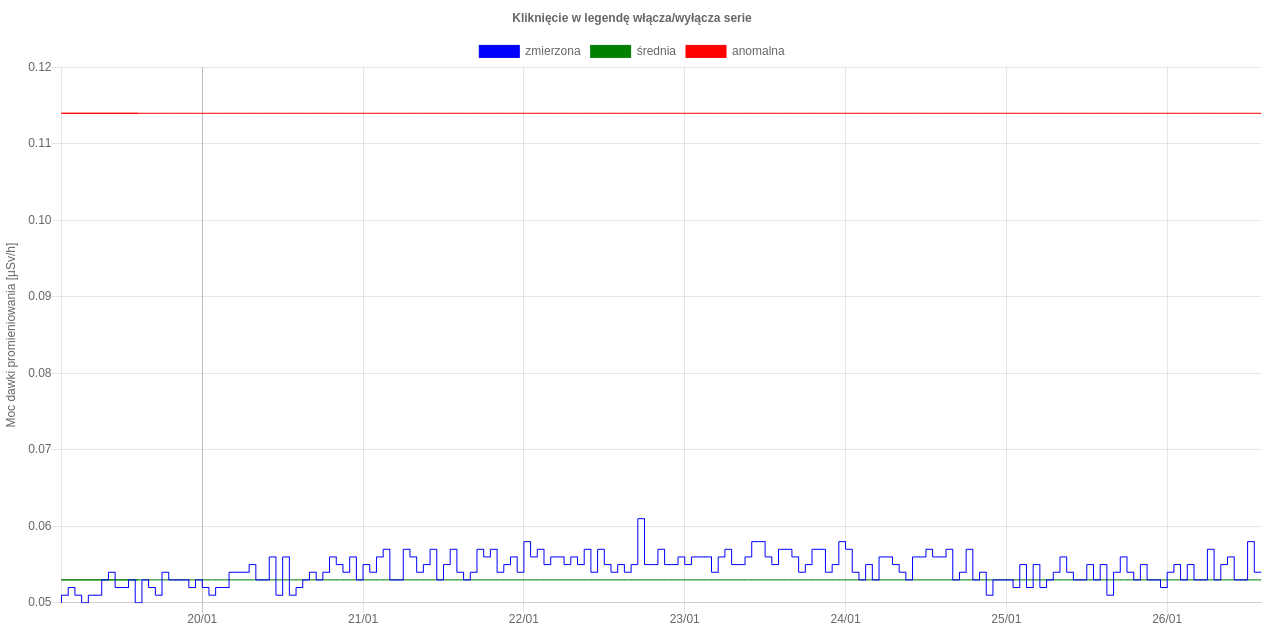 Kliknięcie w legendę włącza/wyłącza serie
zmierzona średnia anomalna
Moc dawki promieniowania [µSv/h]
0.12
0.11
0.10
0.09
0.08
0.07
0.06
0.05
20/01 21/01 22/01 23/01 24/01 25/01 26/01